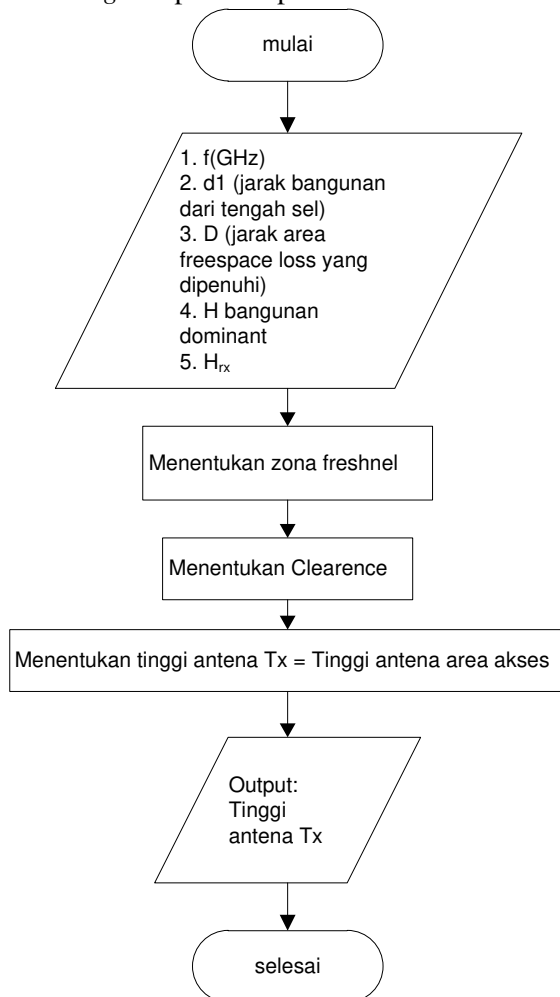 mulai
1. f(GHz)
2. d1 (jarak bangunan
dari tengah sel)
3. D (jarak area
freespace loss yang
dipenuhi)
4. H bangunan
dominant
5. Hrx
Menentukan zona freshnel
Menentukan Clearence
Menentukan tinggi antena Tx = Tinggi antena area akses
Output:
Tinggi
antena Tx
selesai